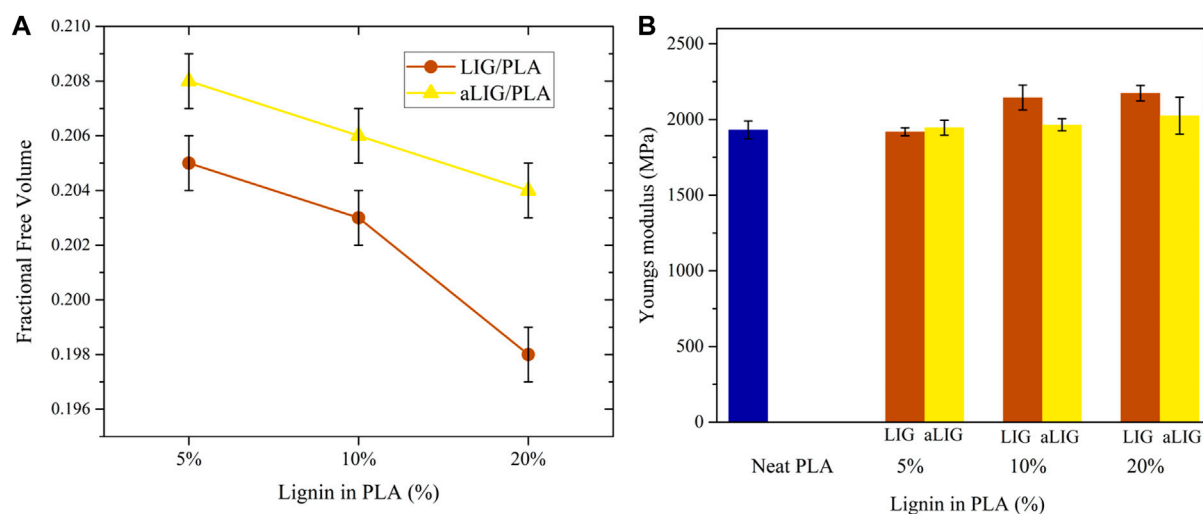 A
0.210
0.208
0.206
0.204
0.202
0.200
0.198
0.196
Fractional Free Volume
LIG/PLA
aLIG/PLA
5%
10%
20%
Lignin in PLA (%)
B
2500
2000
1500
1000
500
0
Youngs modulus (MPa)
LIG aLIG LIG aLIG LIG aLIG
Neat PLA 5% 10% 20%
Lignin in PLA (%)